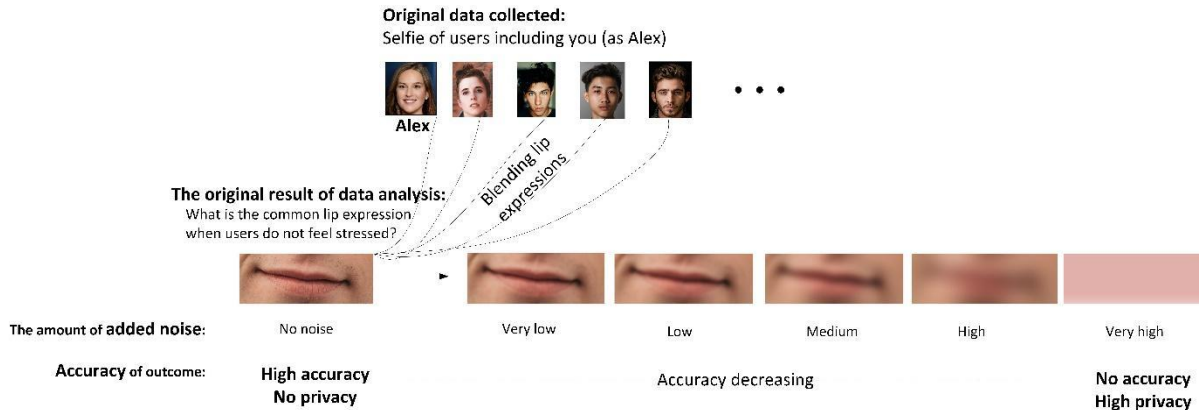 Original data collected:
Selfie of users including you (as Alex)
Alex
Blending lip
expressions
The original result of data analysis:
What is the common lip expression
when users do not feel stressed?
The amount of added noise: No noise Very low Low Medium High Very high
Accuracy of outcome: High accuracy Accuracy decreasing No accuracy
No privacy High privacy